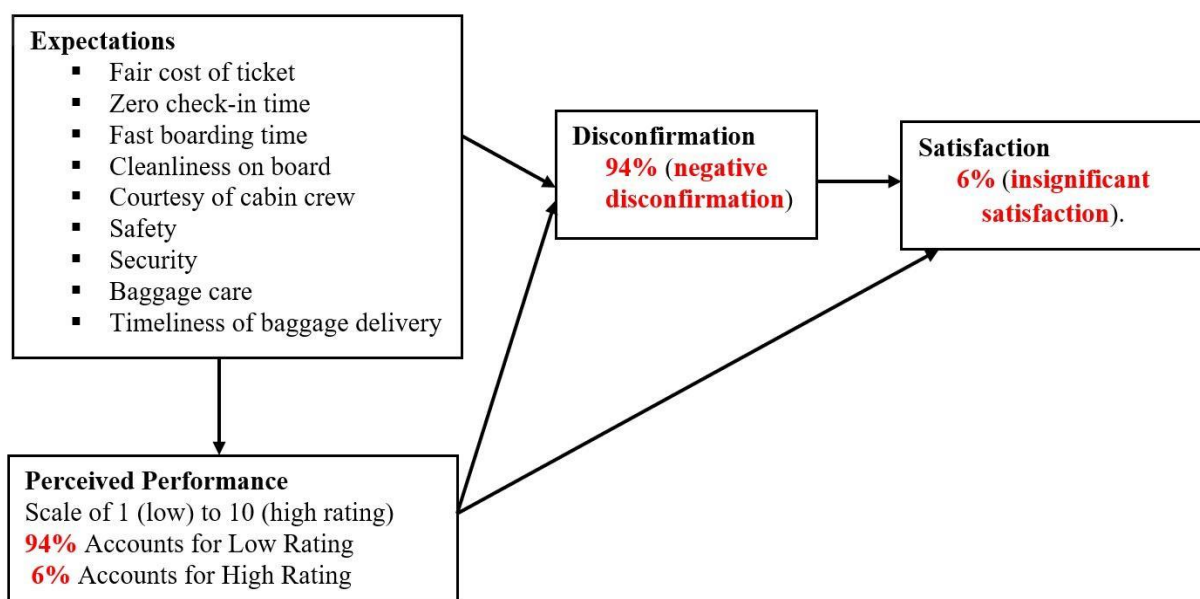 Expectations
▪ Fair cost of ticket
▪ Zero check-in time
▪ Fast boarding time
▪ Cleanliness on board
▪ Courtesy of cabin crew
▪ Safety
▪ Security
▪ Baggage care
▪ Timeliness of baggage delivery
Disconfirmation
94% (negative
disconfirmation)
Satisfaction
6% (insignificant
satisfaction).
Perceived Performance
Scale of 1 (low) to 10 (high rating)
94% Accounts for Low Rating
6% Accounts for High Rating